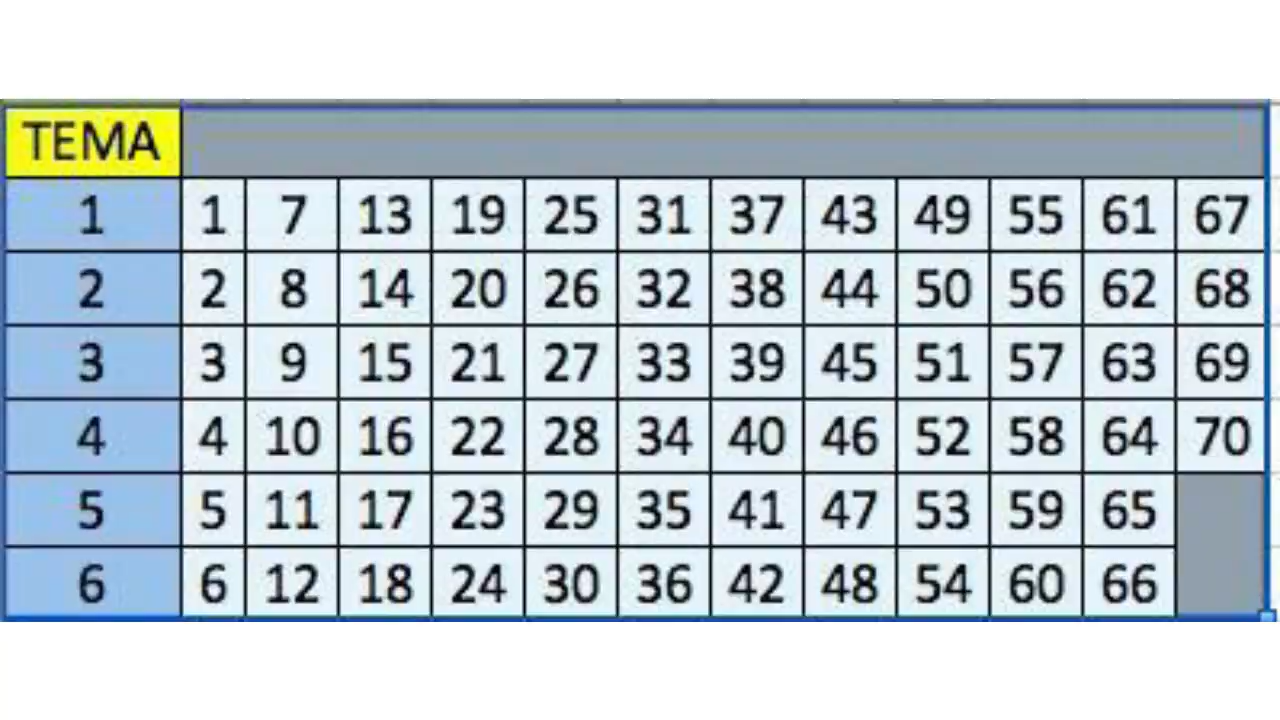 TEMA
1 1 7 13 19 25 31 37 43 49 55 61 67
2 2 8 14 20 26 32 38 44 50 56 62 68
3 3 9 15 21 27 33 39 45 51 57 63 69
4 4 10 16 22 28 34 40 46 52 58 64 70
5 5 11 17 23 29 35 41 47 53 59 65
6 6 12 18 24 30 36 42 48 54 60 66